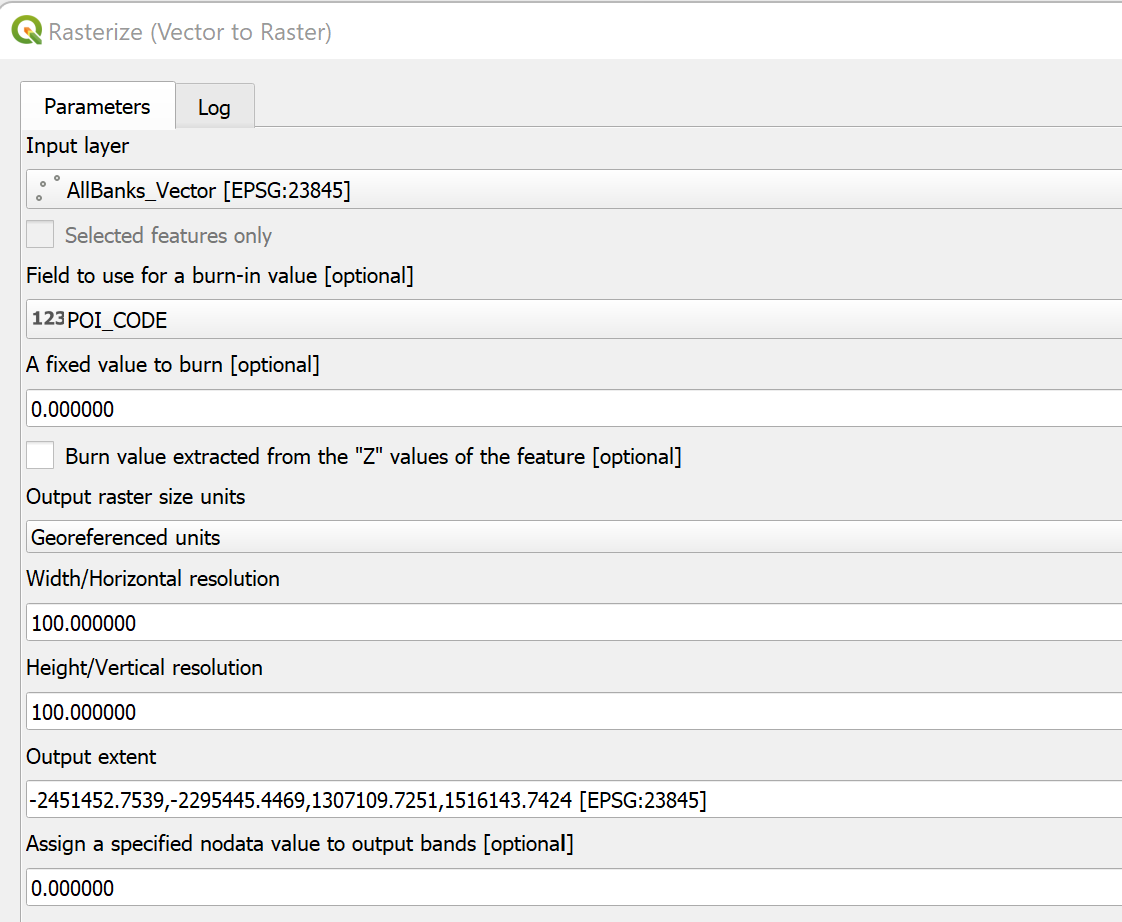 Rasterize (Vector to Raster)
Parameters
Log
Input layer
AllBanks_Vector [EPSG:23845]
Selected features only
Field to use for a burn-in value [optional]
123 POI_CODE
A fixed value to burn [optional]
0.000000
Burn value extracted from the "Z" values of the feature [optional]
Output raster size units
Georeferenced units
Width/Horizontal resolution
100.000000
Height/Vertical resolution
100.000000
Output extent
-2451452.7539,-2295445.4469,1307109.7251,1516143.7424 [EPSG:23845]
Assign a specified nodata value to output bands [optional]
0.000000